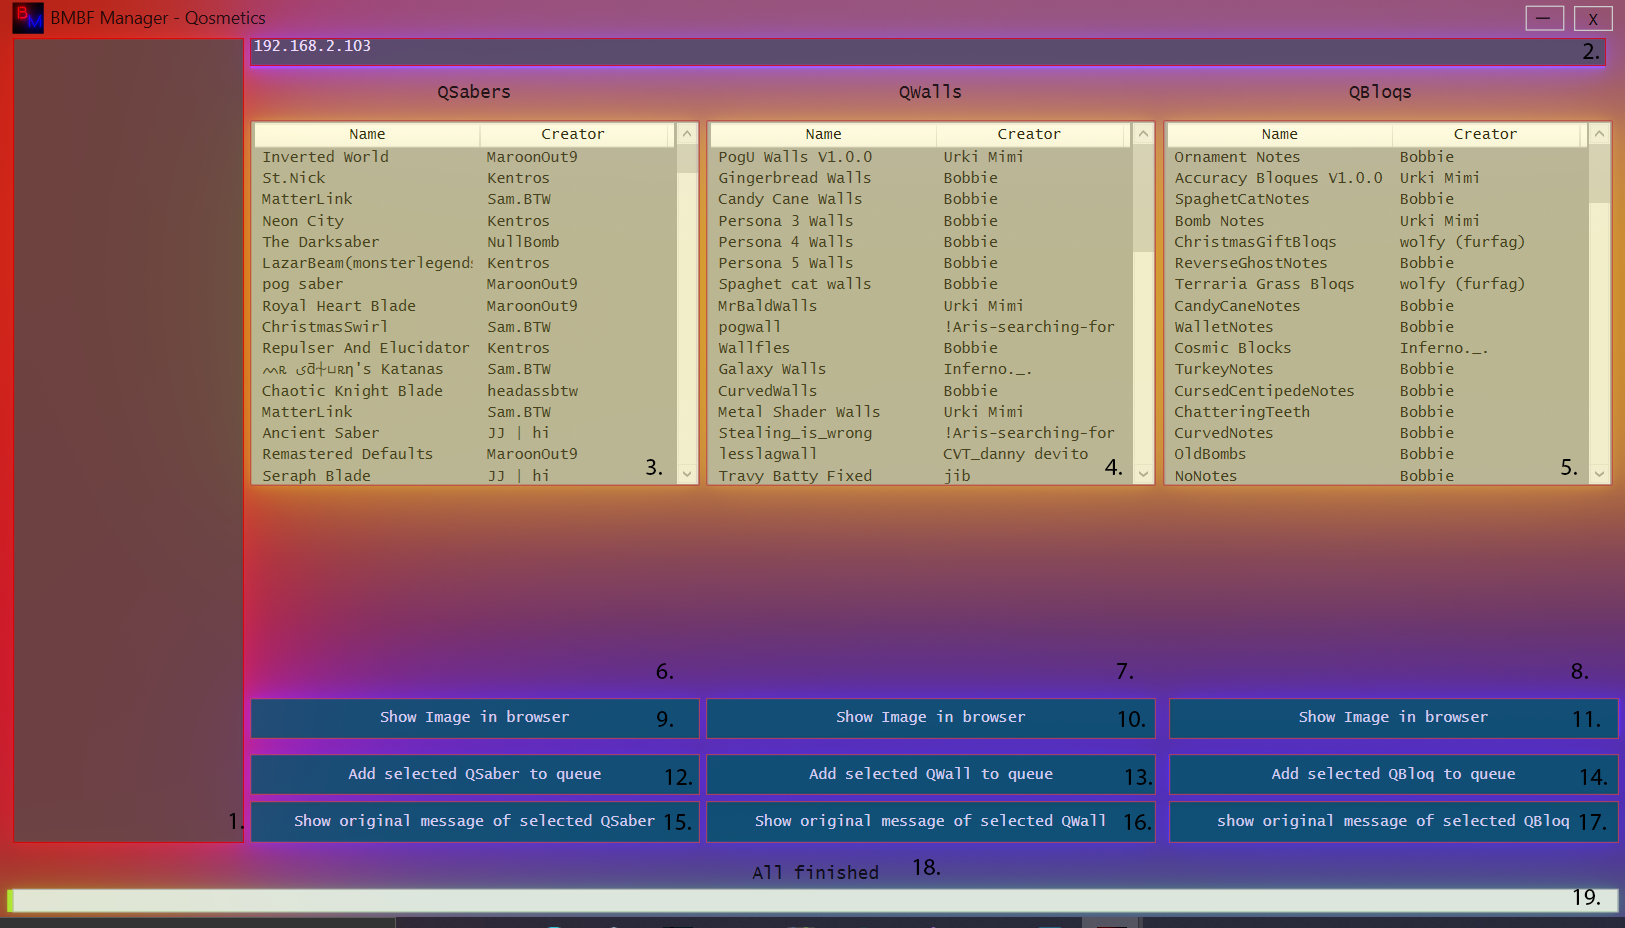 BM BMBF Manager - Qosmetics — X
192.168.2.103 2.
QSabers QWalls QBloqs
Name Creator Name Creator Name Creator
Inverted World MaroonOut9 PogU Walls V1.0.0 Urki Mimi Ornament Notes Bobbie
St.Nick Kentros Gingerbread Walls Bobbie Accuracy Bloques V1.0.0 Urki Mimi
MatterLink Sam.BTW Candy Cane Walls Bobbie SpaghetCatNotes Bobbie
Neon City Kentros Persona 3 Walls Bobbie Bomb Notes Urki Mimi
The Darksaber NullBomb Persona 4 Walls Bobbie ChristmasGiftBloqs wolfy (furfag)
LazarBeam(monsterlegends Kentros Persona 5 Walls Bobbie ReverseGhostNotes Bobbie
pog saber MaroonOut9 Spaghet cat walls Bobbie Terraria Grass Bloqs wolfy (furfag)
Royal Heart Blade MaroonOut9 MrBaldWalls Urki Mimi CandyCaneNotes Bobbie
ChristmasSwirl Sam.BTW pogwall !Aris-searching-for WalletNotes Bobbie
Repulser And Elucidator Kentros Wallfles Bobbie Cosmic Blocks Inferno._.
Katanas Sam.BTW Galaxy Walls Inferno._. TurkeyNotes Bobbie
Chaotic Knight Blade headassbtw CurvedWalls Bobbie CursedCentipedeNotes Bobbie
MatterLink Sam.BTW Metal Shader Walls Urki Mimi ChatteringTeeth Bobbie
Ancient Saber JJ | hi Stealing_is_wrong !Aris-searching-for CurvedNotes Bobbie
Remastered Defaults MaroonOut9 lesslagwall CVT_danny devito OldBombs Bobbie
Seraph Blade JJ | hi 3. Travy Batty Fixed jib 4. NoNotes Bobbie 5.
6. 7. 8.
Show Image in browser 9. Show Image in browser 10. Show Image in browser 11.
Add selected QSaber to queue 12. Add selected QWall to queue 13. Add selected QBloq to queue 14.
1. Show original message of selected QSaber 15. Show original message of selected QWall 16. show original message of selected QBloq 17.
All finished 18.
19.